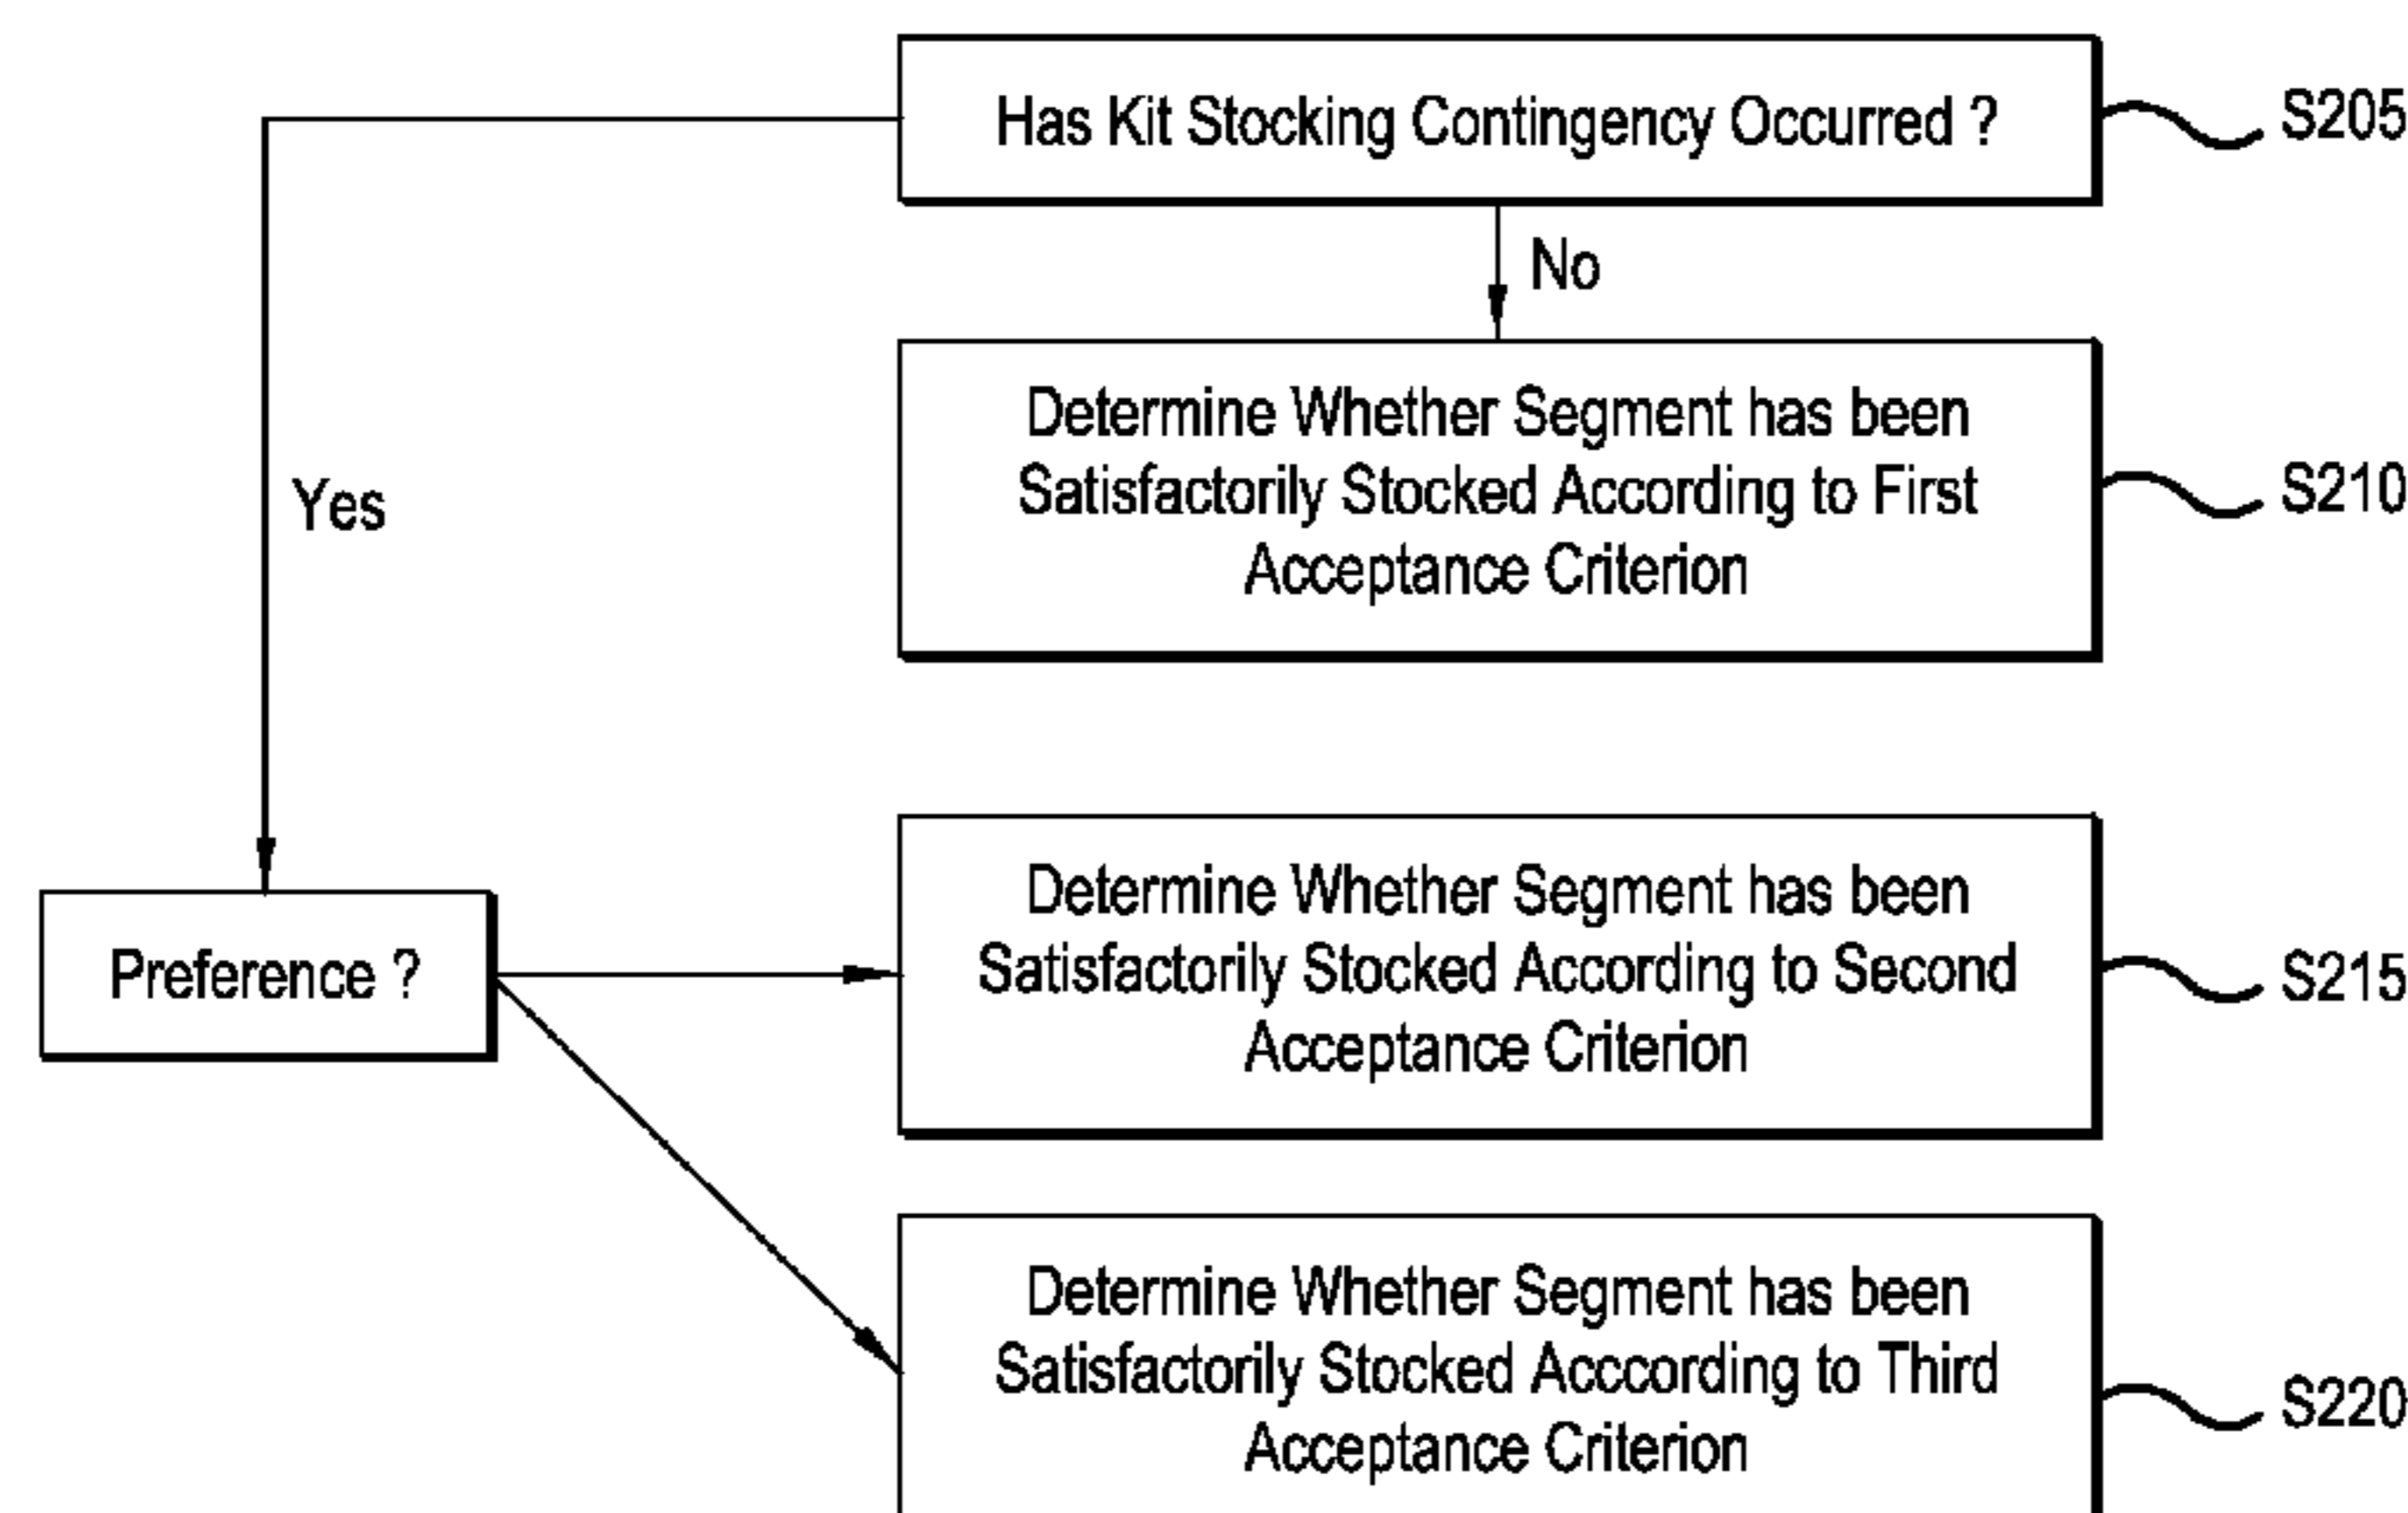 Has Kit Stocking Contingency Occurred ?
S205
No
Determine Whether Segment has been
Satisfactorily Stocked According to First
Acceptance Criterion
S210
Yes
Preference ?
Determine Whether Segment has been
Satisfactorily Stocked According to Second
Acceptance Criterion
S215
Determine Whether Segment has been
Satisfactorily Stocked Acccording to Third
Acceptance Criterion
S220